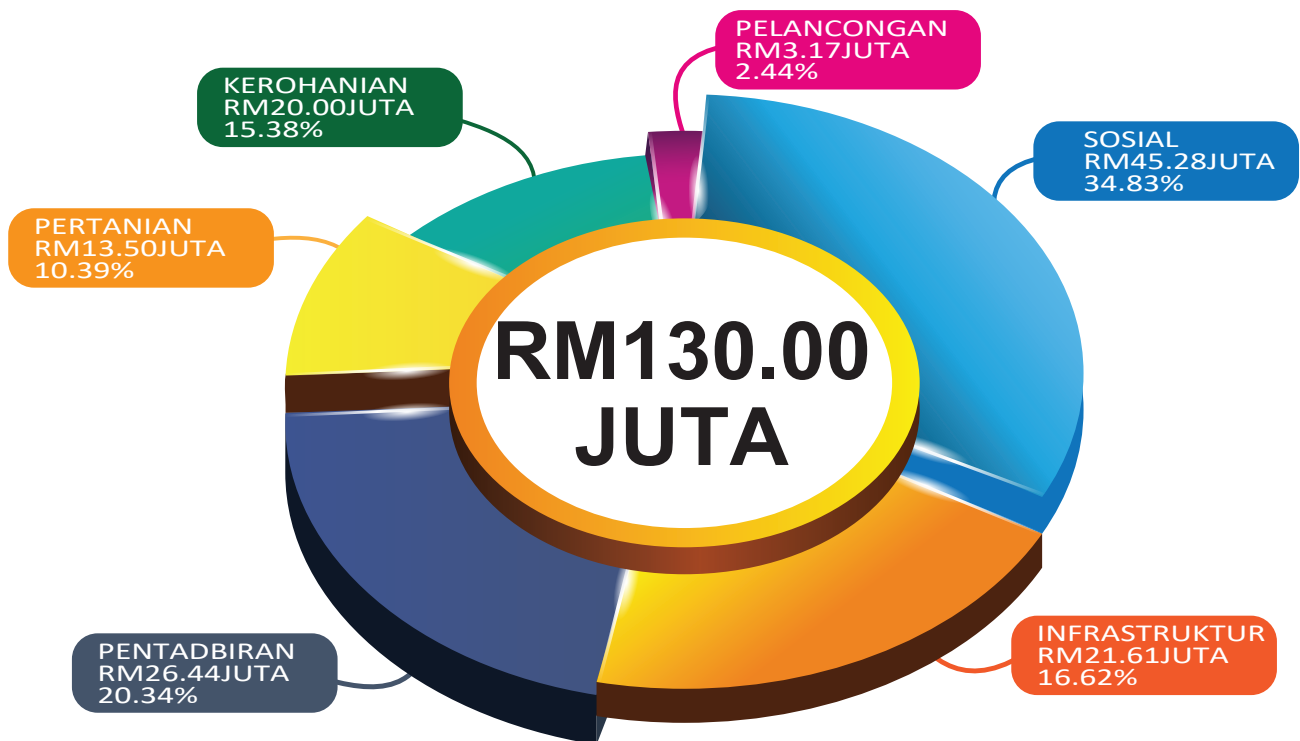 PELANCONGAN
RM3.17JUTA
2.44%
KEROHANIAN
RM20.00JUTA
15.38%
SOSIAL
RM45.28JUTA
34.83%
PERTANIAN
RM13.50JUTA
10.39%
RM130.00
JUTA
PENTADBIRAN
RM26.44JUTA
20.34%
INFRASTRUKTUR
RM21.61JUTA
16.62%